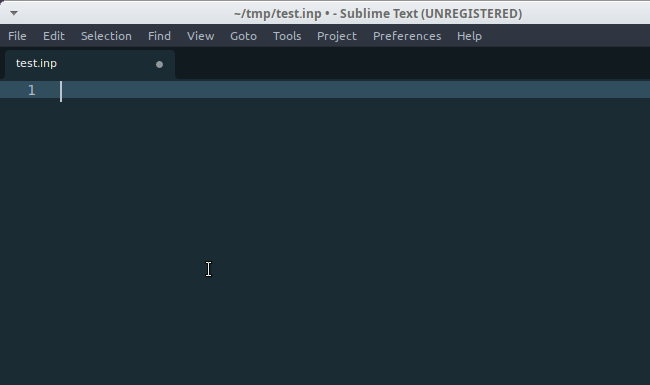 ~/tmp/test.inp • - Sublime Text (UNREGISTERED)
File Edit Selection Find View Goto Tools Project Preferences Help
test.inp
1